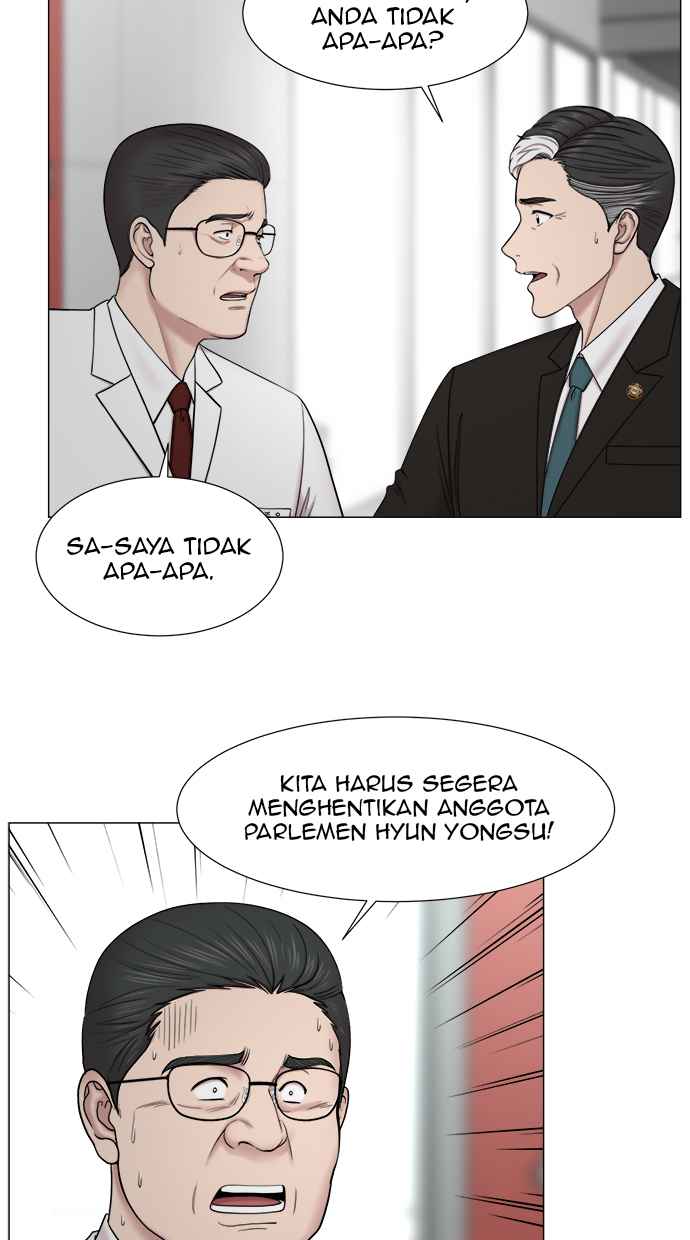 ANDA TIDAK
APA-APA?
SA-SAYA TIDAK
APA-APA.
KITA HARUS SEGERA
MENGHENTIKAN ANGGOTA
PARLEMEN HYUN YONGSU!